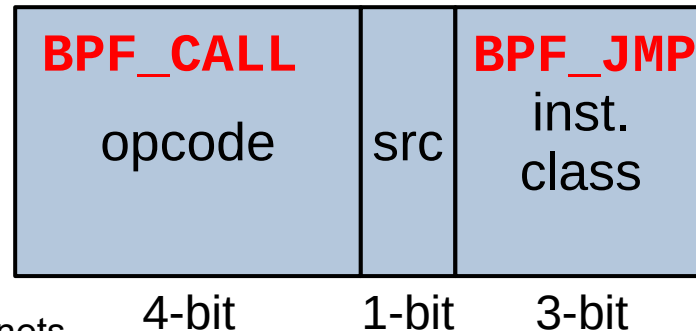 BPF_CALL
opcode
src
BPF_JMP
inst.
class
4-bit
1-bit
3-bit